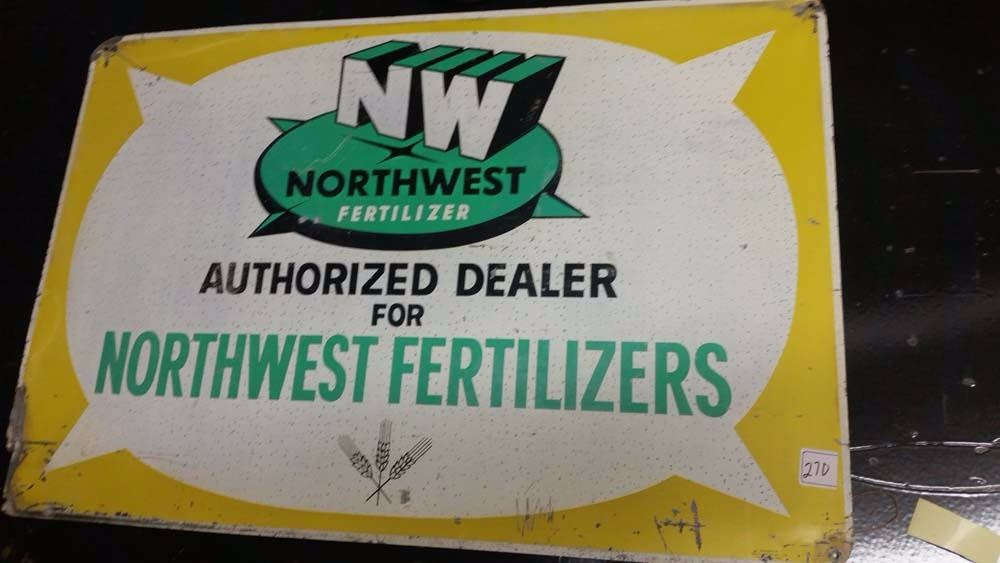 NW
NORTHWEST
FERTILIZER
AUTHORIZED DEALER
FOR
NORTHWEST FERTILIZERS
270